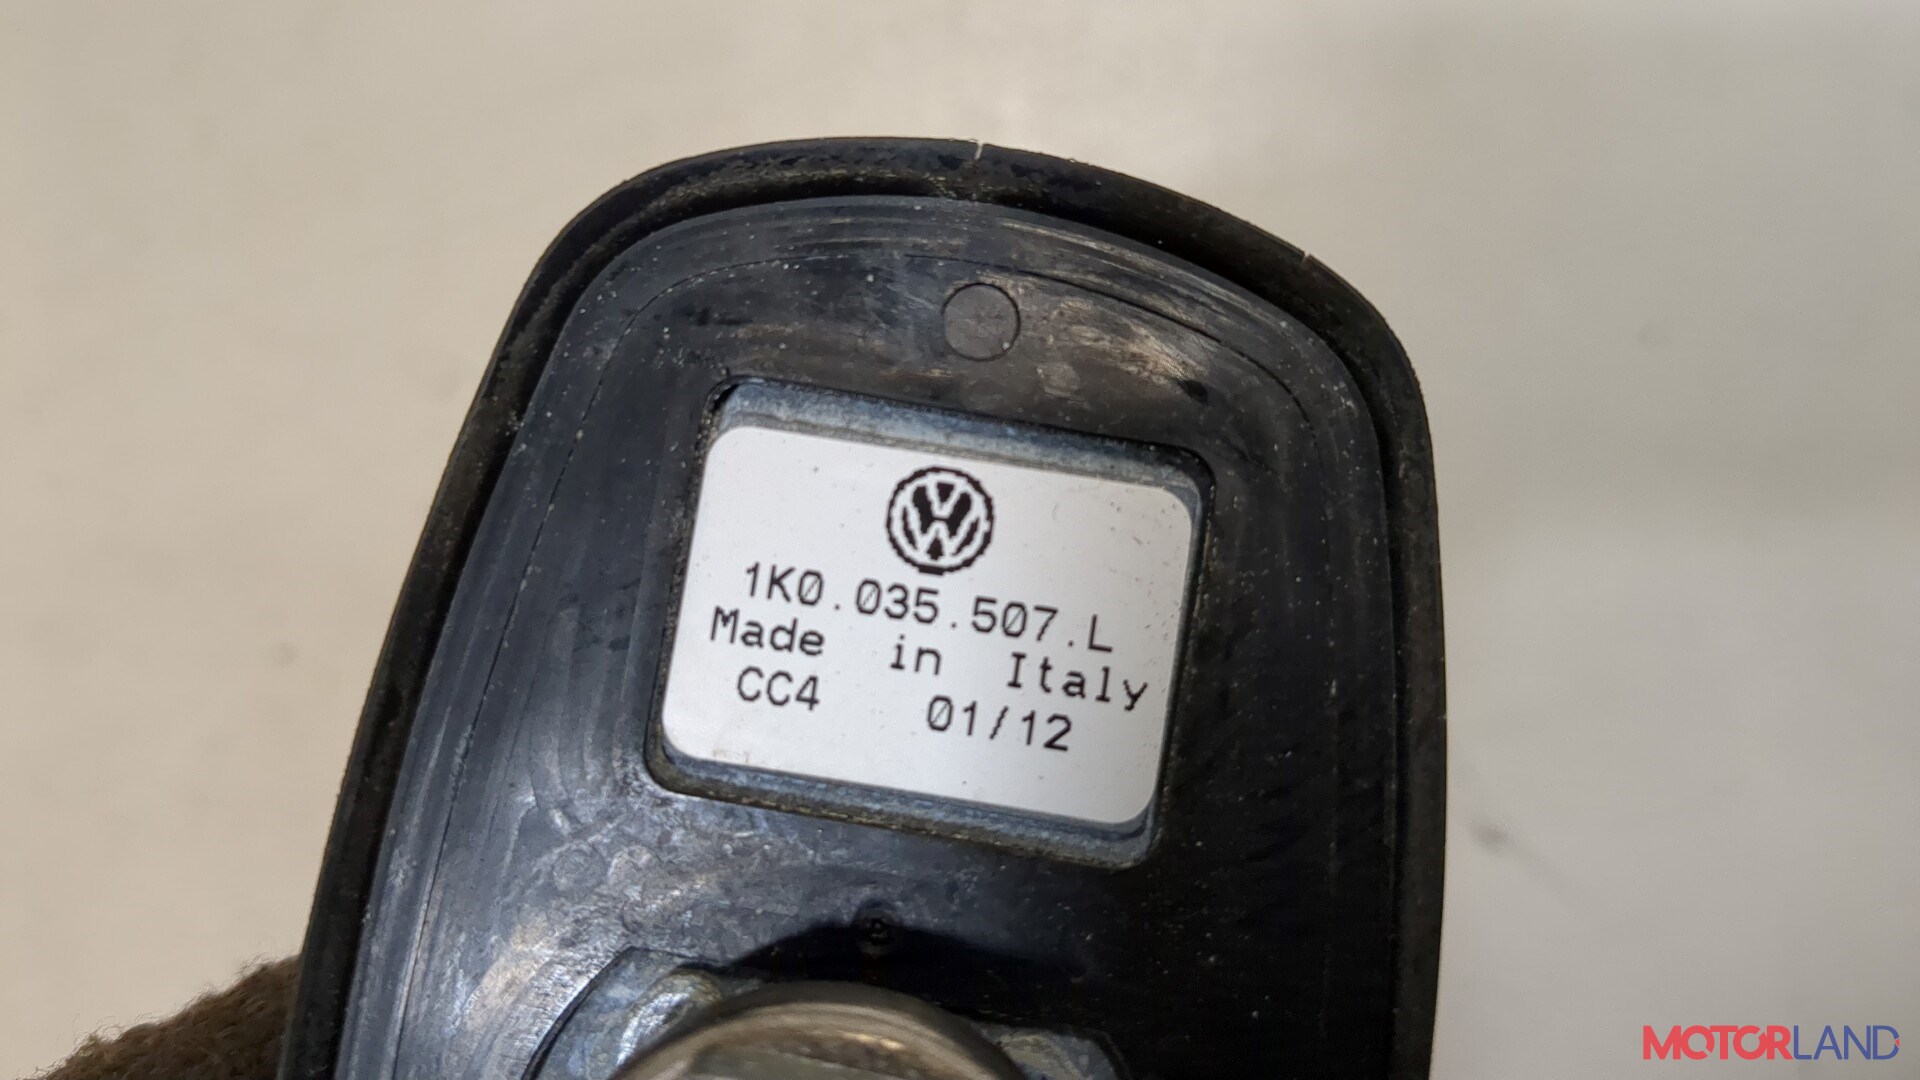 1K0.035.507.L
Made in Italy
CC4 01/12
MOTORLAND